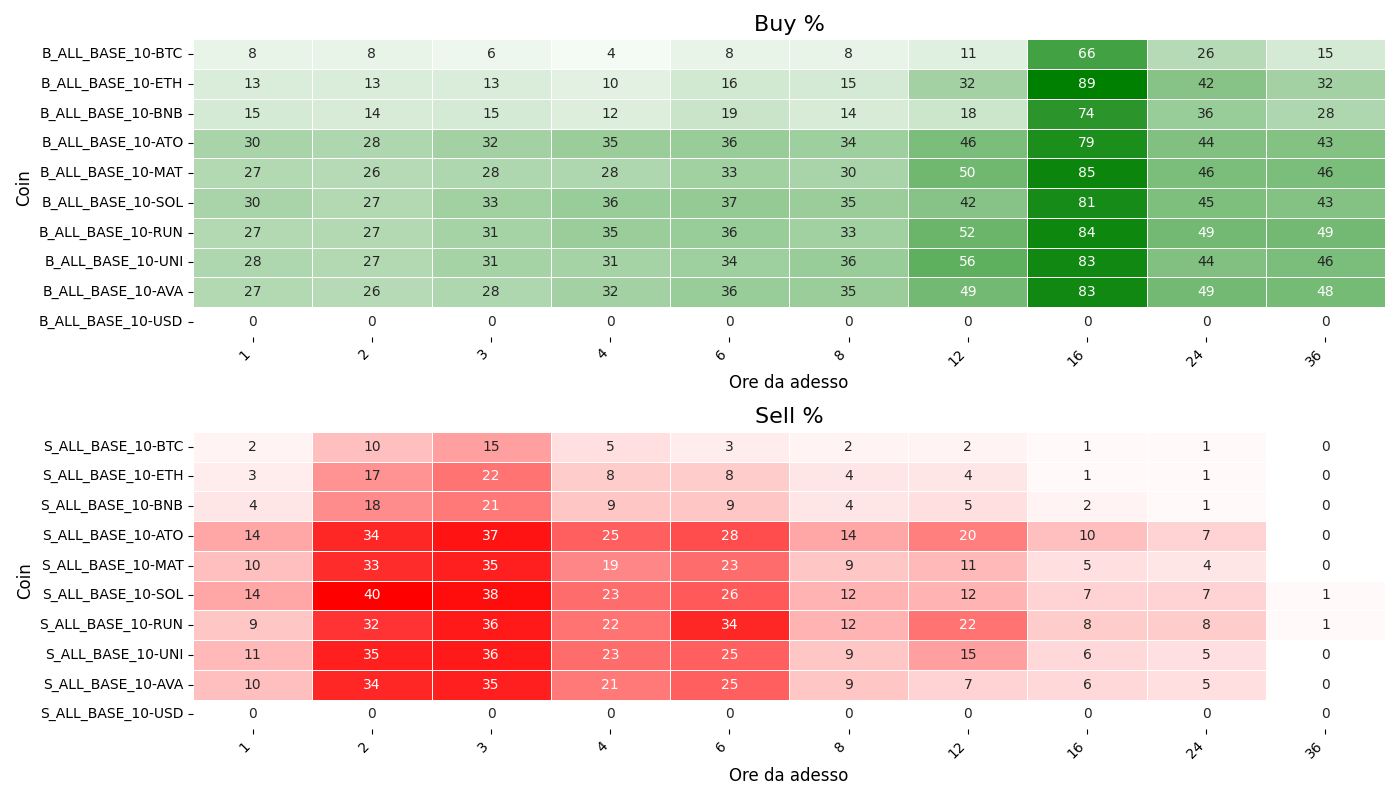 Buy %
Coin
B_ALL_BASE_10-BTC 8 8 6 4 8 8 11 66 26 15
B_ALL_BASE_10-ETH 13 13 13 10 16 15 32 89 42 32
B_ALL_BASE_10-BNB 15 14 15 12 19 14 18 74 36 28
B_ALL_BASE_10-ATO 30 28 32 35 36 34 46 79 44 43
B_ALL_BASE_10-MAT 27 26 28 28 33 30 50 85 46 46
B_ALL_BASE_10-SOL 30 27 33 36 37 35 42 81 45 43
B_ALL_BASE_10-RUN 27 27 31 35 36 33 52 84 49 49
B_ALL_BASE_10-UNI 28 27 31 31 34 36 56 83 44 46
B_ALL_BASE_10-AVA 27 26 28 32 36 35 49 83 49 48
B_ALL_BASE_10-USD 0 0 0 0 0 0 0 0 0 0
1 2 3 4 6 8 12 16 24 36
Ore da adesso
Sell %
Coin
S_ALL_BASE_10-BTC 2 10 15 5 3 2 2 1 1 0
S_ALL_BASE_10-ETH 3 17 22 8 8 4 4 1 1 0
S_ALL_BASE_10-BNB 4 18 21 9 9 4 5 2 1 0
S_ALL_BASE_10-ATO 14 34 37 25 28 14 20 10 7 0
S_ALL_BASE_10-MAT 10 33 35 19 23 9 11 5 4 0
S_ALL_BASE_10-SOL 14 40 38 23 26 12 12 7 7 1
S_ALL_BASE_10-RUN 9 32 36 22 34 12 22 8 8 1
S_ALL_BASE_10-UNI 11 35 36 23 25 9 15 6 5 0
S_ALL_BASE_10-AVA 10 34 35 21 25 9 7 6 5 0
S_ALL_BASE_10-USD 0 0 0 0 0 0 0 0 0 0
1 2 3 4 6 8 12 16 24 36
Ore da adesso